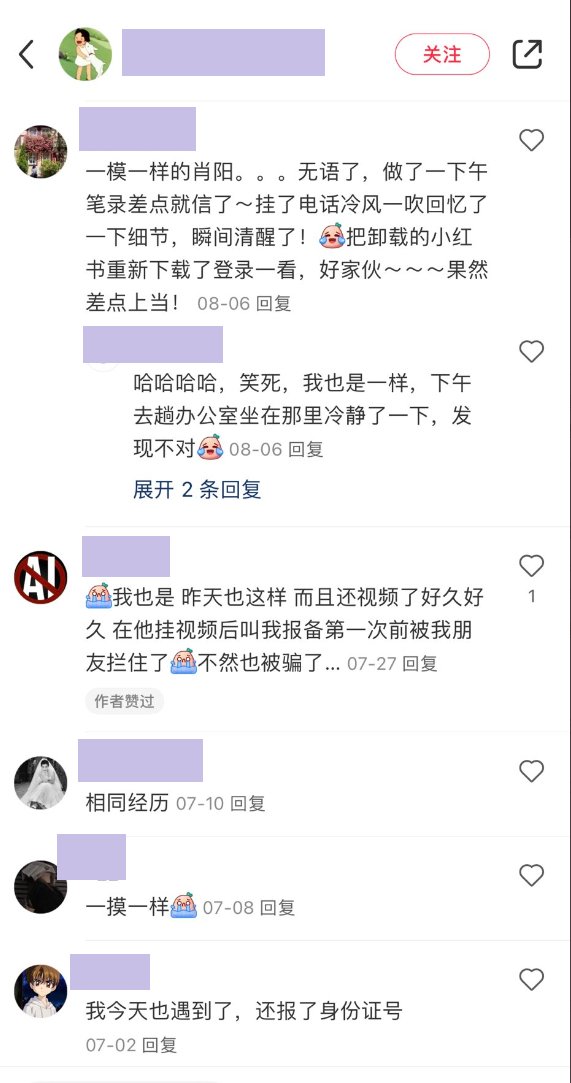 关注
一模一样的肖阳。。。无语了，做了一下午
笔录差点就信了～挂了电话冷风一吹回忆了
一下细节，瞬间清醒了！把卸载的小红
书重新下载了登录一看，好家伙～～～果然
差点上当！ 08-06 回复
哈哈哈哈，笑死，我也是一样，下午
去趟办公室坐在那里冷静了一下，发
现不对 08-06 回复
展开 2 条回复
AI
我也是 昨天也这样 而且还视频了好久好
久 在他挂视频后叫我报备第一次前被我朋
友拦住了不然也被骗了... 07-27 回复
1
作者赞过
相同经历 07-10 回复
一摸一样 07-08 回复
我今天也遇到了，还报了身份证号
07-02 回复